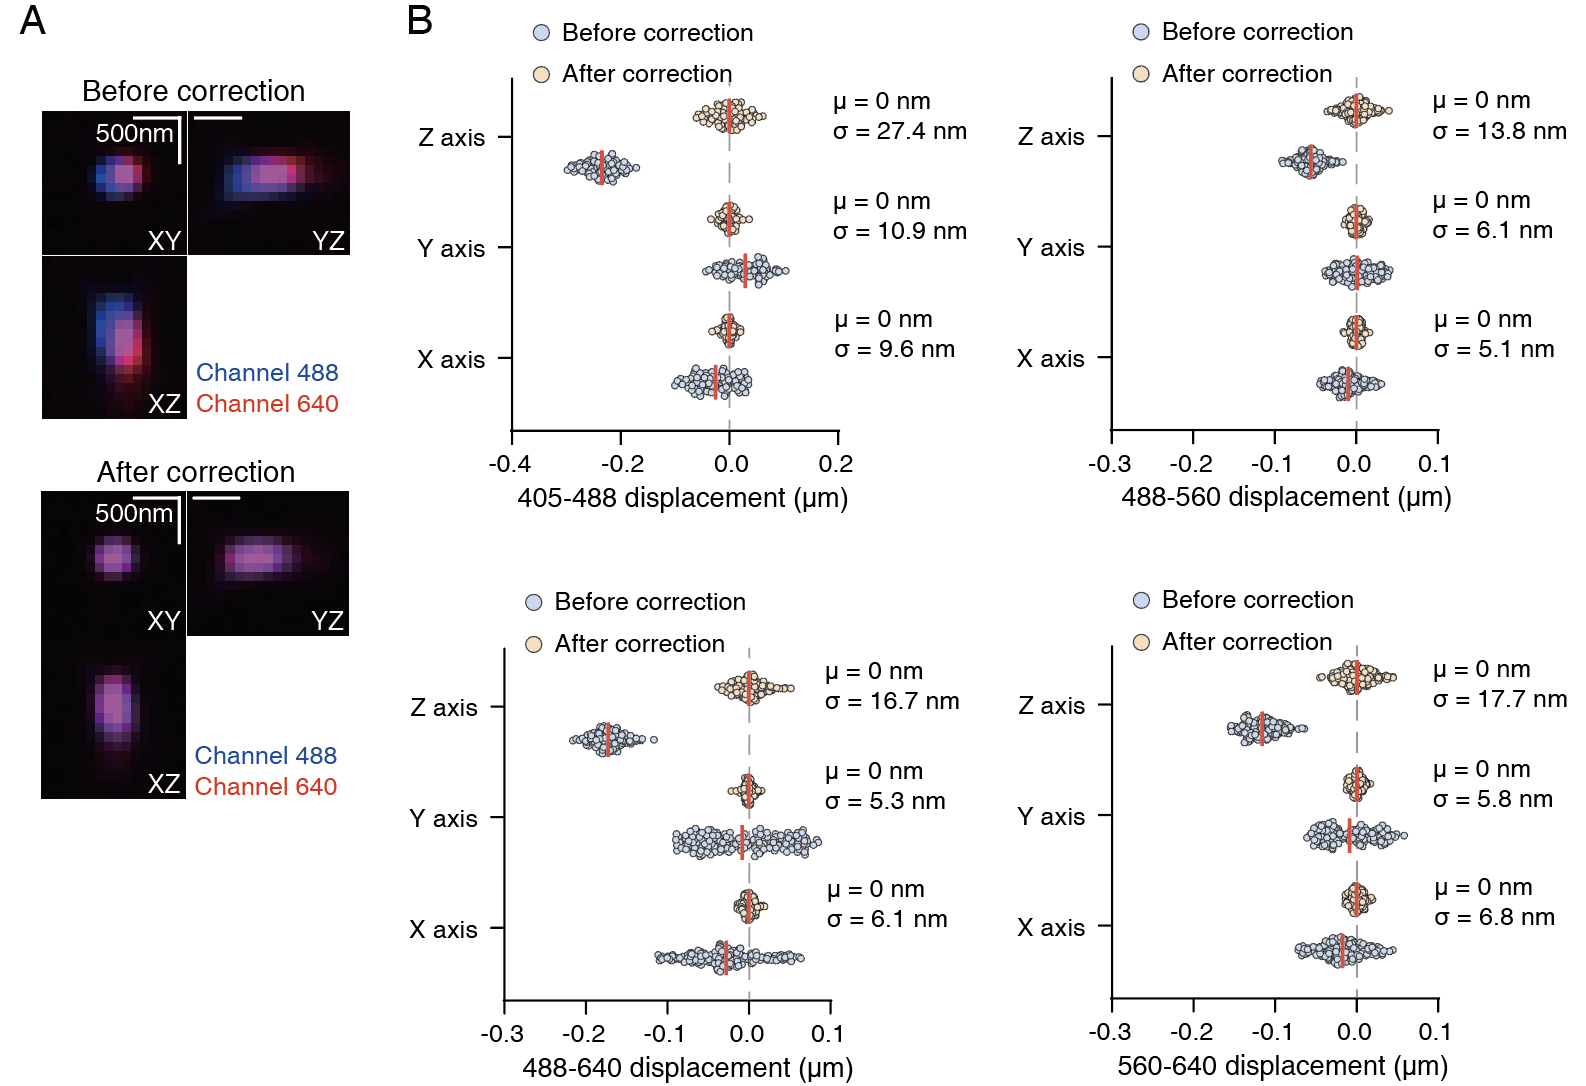 A
Before correction
500nm
XY
YZ
XZ
Channel 488
Channel 640
After correction
500nm
XY
YZ
XZ
Channel 488
Channel 640
B
Before correction
After correction
Z axis
μ = 0 nm
σ = 27.4 nm
Y axis
μ = 0 nm
σ = 10.9 nm
X axis
μ = 0 nm
σ = 9.6 nm
-0.4 -0.2 0.0 0.2
405-488 displacement (μm)
Before correction
After correction
Z axis
μ = 0 nm
σ = 13.8 nm
Y axis
μ = 0 nm
σ = 6.1 nm
X axis
μ = 0 nm
σ = 5.1 nm
-0.3 -0.2 -0.1 0.0 0.1
488-560 displacement (μm)
Before correction
After correction
Z axis
μ = 0 nm
σ = 16.7 nm
Y axis
μ = 0 nm
σ = 5.3 nm
X axis
μ = 0 nm
σ = 6.1 nm
-0.3 -0.2 -0.1 0.0 0.1
488-640 displacement (μm)
Before correction
After correction
Z axis
μ = 0 nm
σ = 17.7 nm
Y axis
μ = 0 nm
σ = 5.8 nm
X axis
μ = 0 nm
σ = 6.8 nm
-0.3 -0.2 -0.1 0.0 0.1
560-640 displacement (μm)